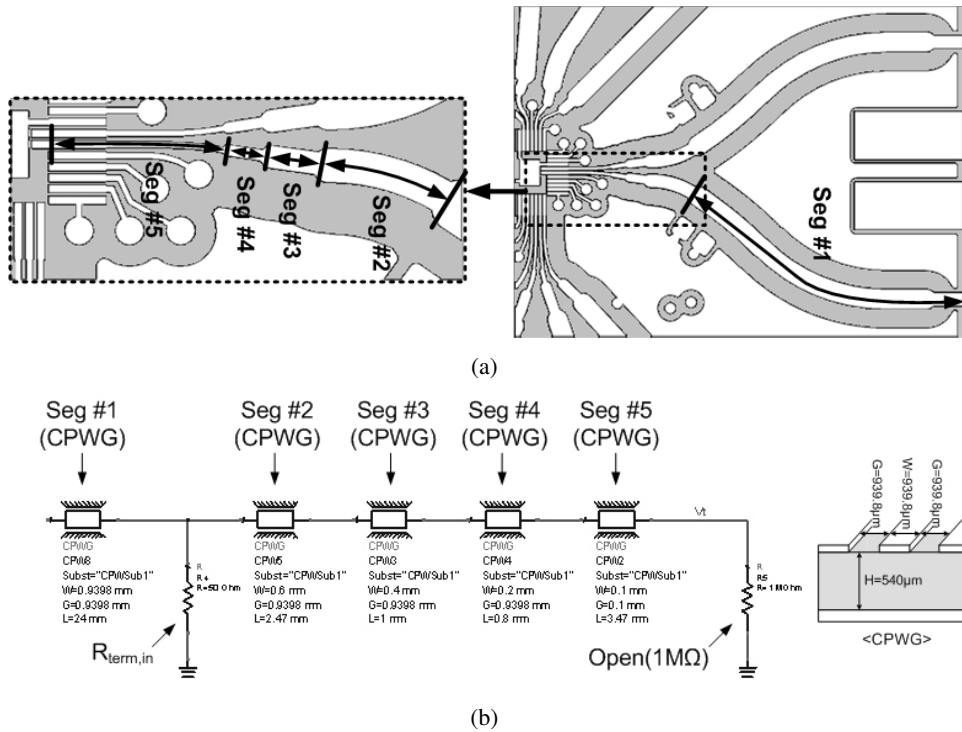 Seg #5
Seg #4
Seg #3
Seg #2
Seg #1
(a)
Seg #1
(CPWG)
Seg #2
(CPWG)
Seg #3
(CPWG)
Seg #4
(CPWG)
Seg #5
(CPWG)
Vt
CPWG
CPW8
Subst="CPWSub1"
W=0.9398 mm
G=0.9398 mm
L=24 mm
R
R4
R=50.0 hm
Rterm,in
CPWG
CPW5
Subst="CPWSub1"
W=0.6 mm
G=0.9398 mm
L=2.47 mm
CPWG
CPW3
Subst="CPWSub1"
W=0.4 mm
G=0.9398 mm
L=1 mm
CPWG
CPW4
Subst="CPWSub1"
W=0.2 mm
G=0.9398 mm
L=0.8 mm
CPWG
CPW2
Subst="CPWSub1"
W=0.1 mm
G=0.1 mm
L=3.47 mm
R
R5
R=1 MOhm
Open(1MΩ)
G=939.8μm
W=939.8μm
G=939.8μm
H=540μm
<CPWG>
(b)